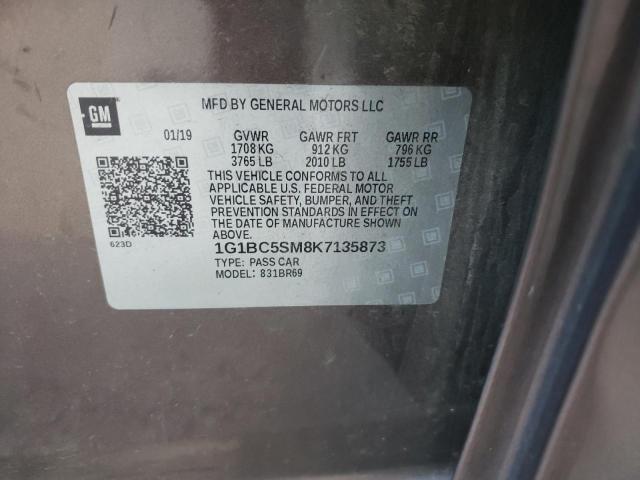 GM
MFD BY GENERAL MOTORS LLC
01/19 GVWR GAWR FRT GAWR RR
1708 KG 912 KG 796 KG
3765 LB 2010 LB 1755 LB
THIS VEHICLE CONFORMS TO ALL
APPLICABLE U.S. FEDERAL MOTOR
VEHICLE SAFETY, BUMPER, AND THEFT
PREVENTION STANDARDS IN EFFECT ON
THE DATE OF MANUFACTURE SHOWN
ABOVE.
623D
1G1BC5SM8K7135873
TYPE: PASS CAR
MODEL: 831BR69